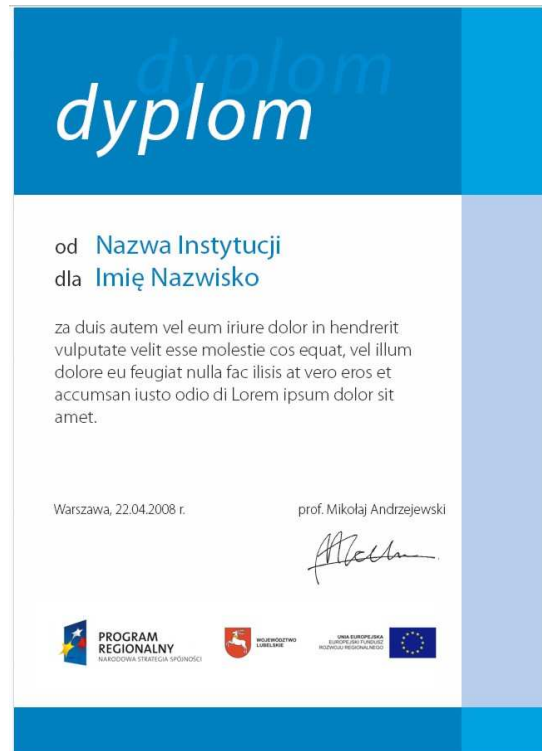 dyplom
dyplom
od Nazwa Instytucji
dla Imię Nazwisko
za duis autem vel eum iriure dolor in hendrerit
vulputate velit esse molestie cos equat, vel illum
dolore eu feugiat nulla fac ilisis at vero eros et
accumsan iusto odio di Lorem ipsum dolor sit
amet.
Warszawa, 22.04.2008 r.
prof. Mikołaj Andrzejewski
PROGRAM
REGIONALNY
NARODOWA STRATEGIA SPÓJNOŚCI
WOJEWÓDZTWO
LUBELSKIE
UNIA EUROPEJSKA
EUROPEJSKI FUNDUSZ
ROZWOJU REGIONALNEGO